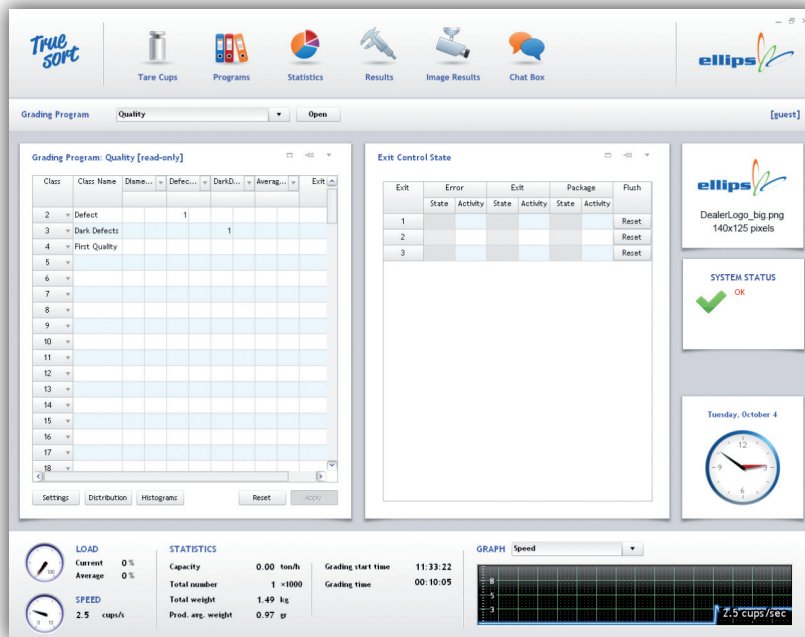 True
sort
Tare Cups
Programs
Statistics
Results
Image Results
Chat Box
ellips
Grading Program
Quality
Open
[guest]
Grading Program: Quality [read-only]
Class Class Name Diame... Defec... DarkD... Averag... Exit
2 Defect 1
3 Dark Defects 1
4 First Quality
5
6
7
8
9
10
11
12
13
14
15
16
17
18
Settings Distribution Histograms Reset Apply
Exit Control State
Exit Error Exit Package Flush
State Activity State Activity State Activity
1 Reset
2 Reset
3 Reset
ellips
DealerLogo_big.png
140x125 pixels
SYSTEM STATUS
OK
Tuesday, October 4
12
3
6
9
LOAD
Current 0 %
Average 0 %
100
SPEED
2.5 cups/s
0 10
STATISTICS
Capacity 0.00 ton/h
Total number 1 ×1000
Total weight 1.49 kg
Prod. avg. weight 0.97 gr
Grading start time 11:33:22
Grading time 00:10:05
GRAPH Speed
8
5
3
2.5 cups/sec